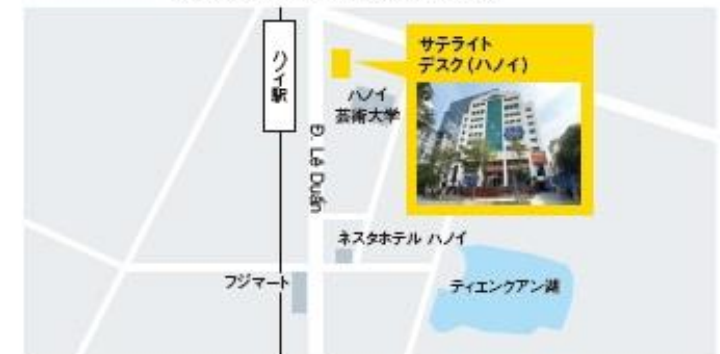 サテライト
デスク(ハノイ)
ハノイ駅
ハノイ
芸術大学
Đ. Lê Duẩn
ネスタホテル ハノイ
フジマート
ティエンクアン湖